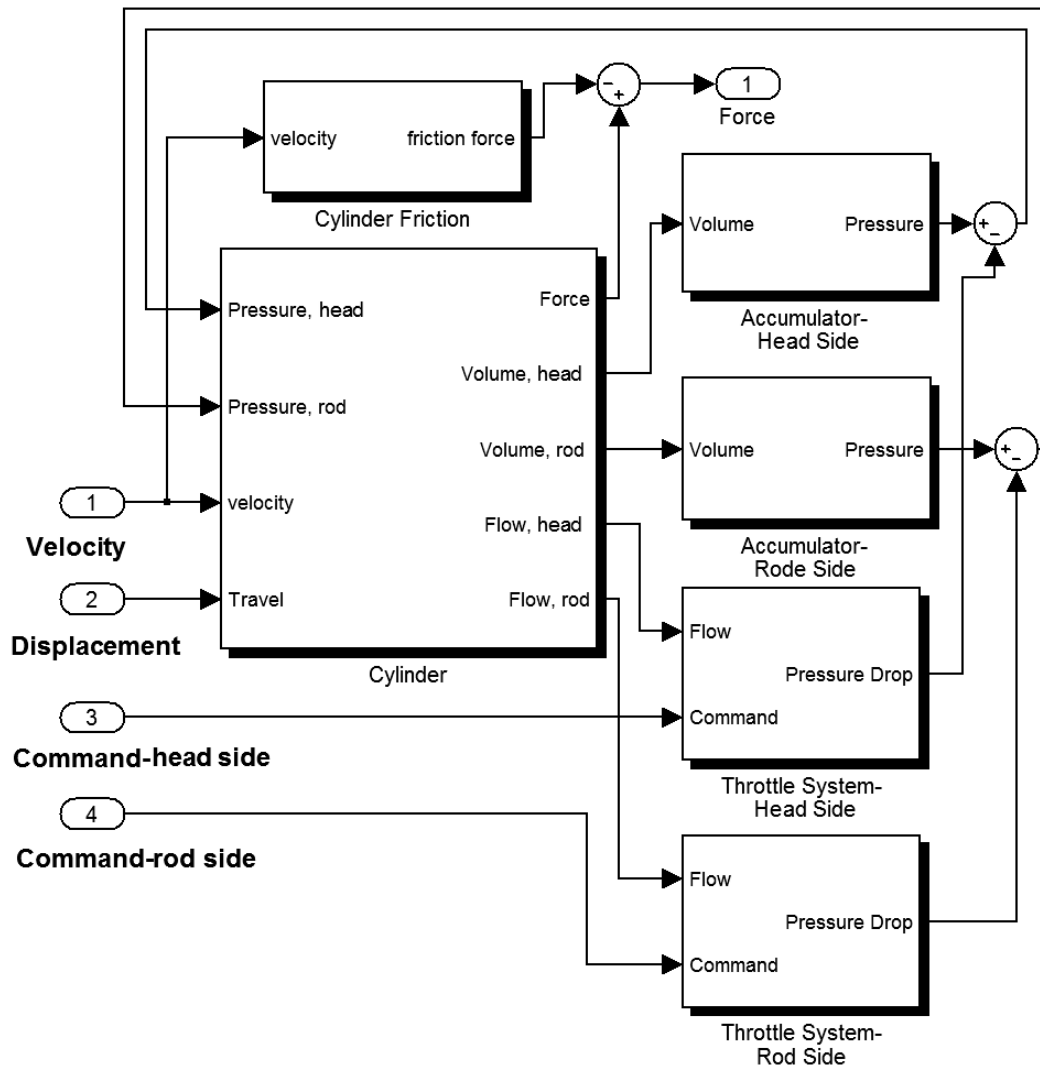 1
Force
velocity
friction force
Cylinder Friction
Volume
Pressure
Accumulator-
Head Side
Pressure, head
Pressure, rod
velocity
Travel
Force
Volume, head
Volume, rod
Flow, head
Flow, rod
Cylinder
Volume
Pressure
Accumulator-
Rode Side
1
Velocity
2
Displacement
3
Command-head side
4
Command-rod side
Flow
Pressure Drop
Command
Throttle System-
Head Side
Flow
Pressure Drop
Command
Throttle System-
Rod Side